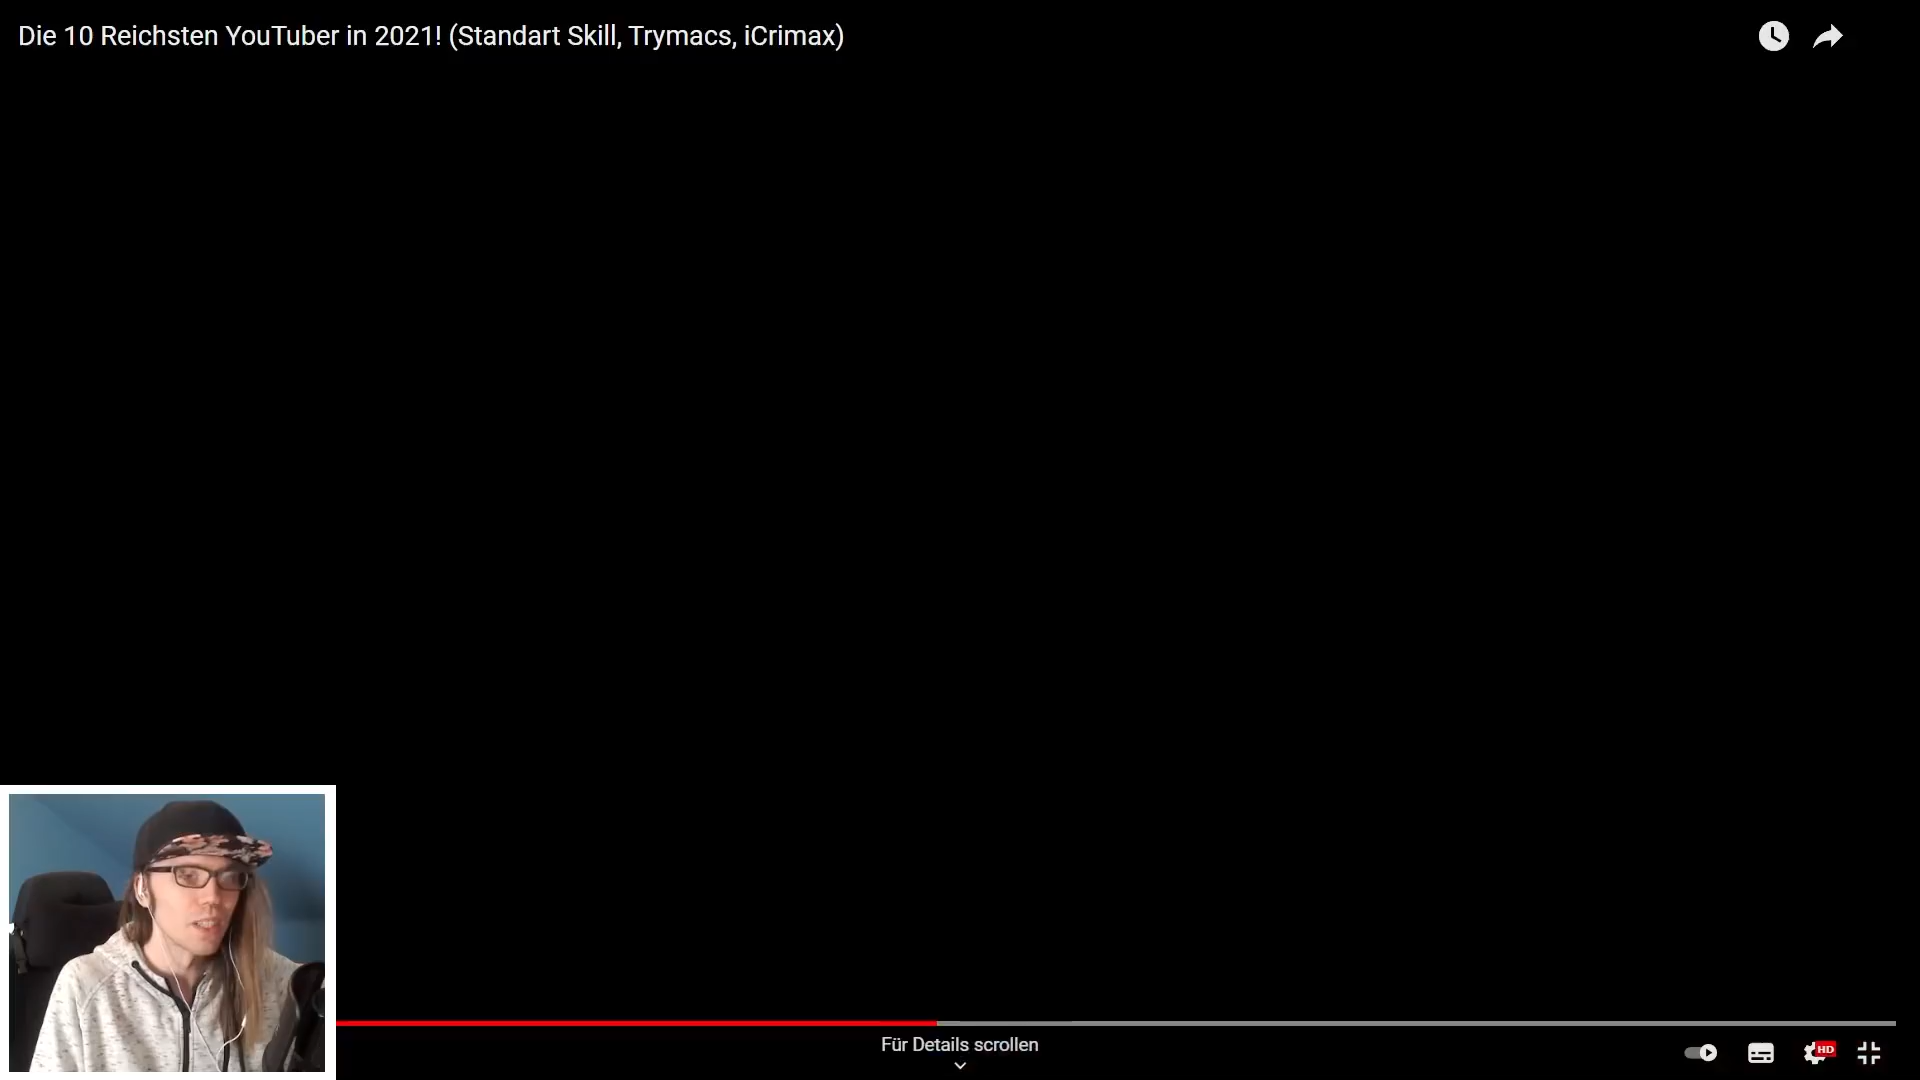 Die 10 Reichsten YouTuber in 2021! (Standart Skill, Trymacs, iCrimax)
Für Details scrollen
HD